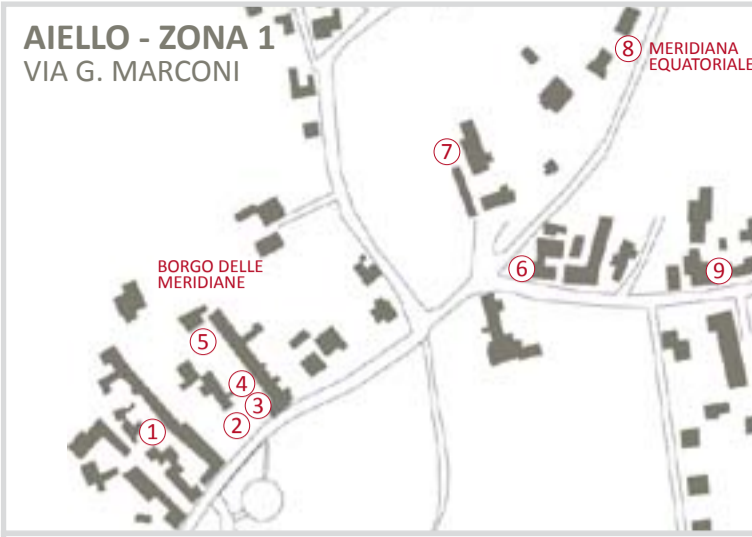 AIELLO - ZONA 1
VIA G. MARCONI
8
MERIDIANA
EQUATORIALE
7
BORGO DELLE
MERIDIANE
6
9
5
4
3
2
1